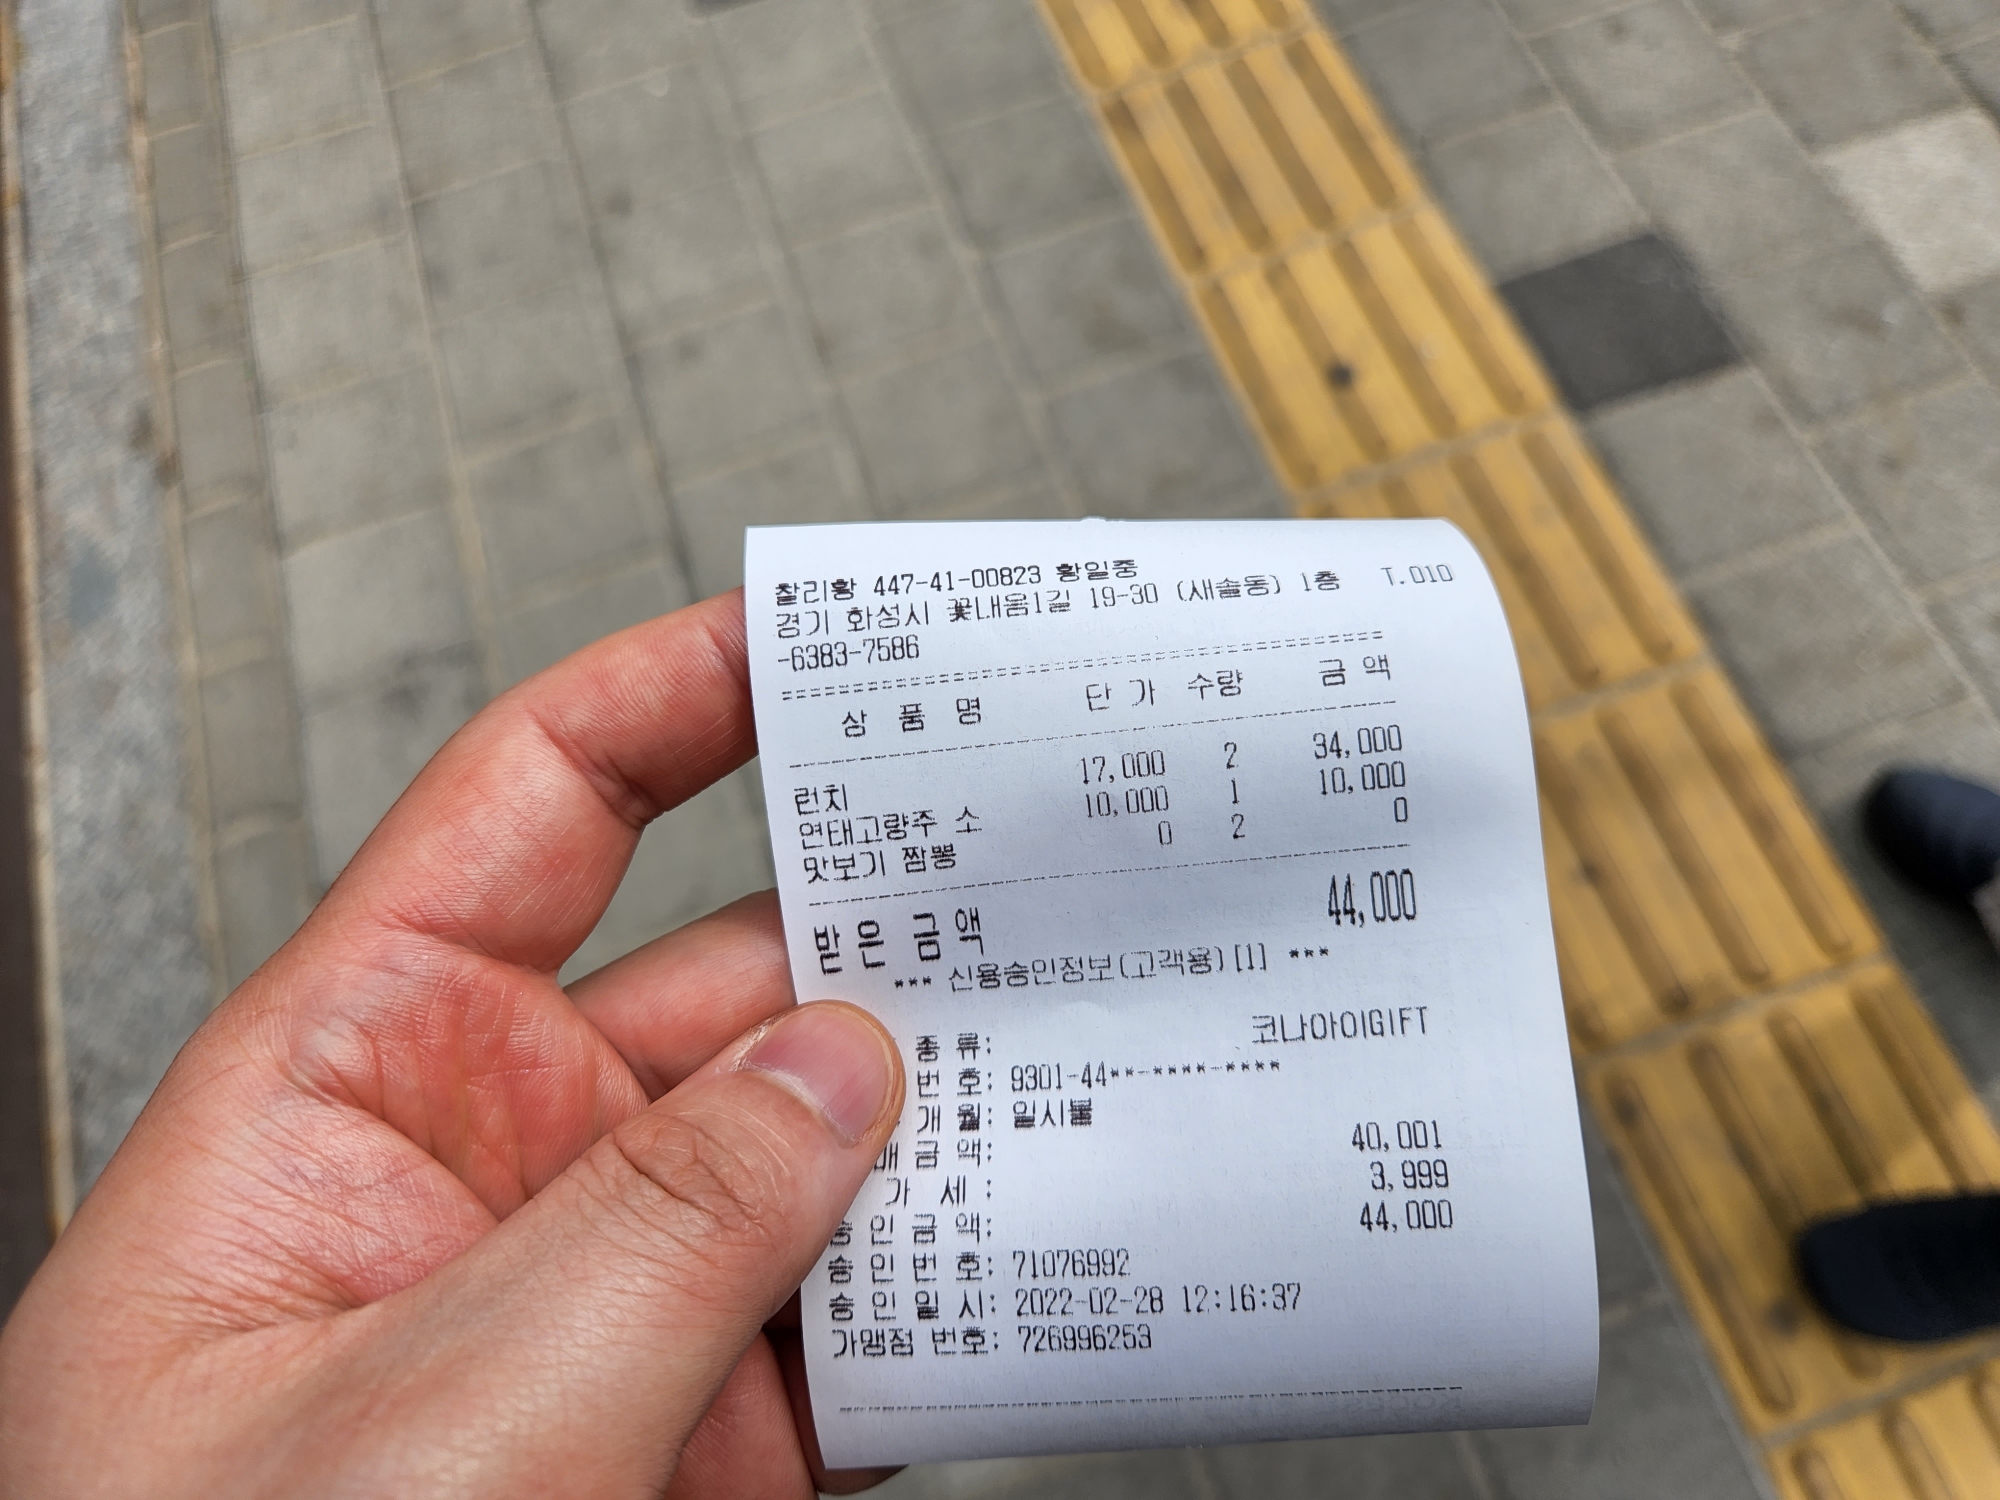 찰리황 447-41-00823 황일중
경기 화성시 꽃내음1길 19-30 (새솔동) 1층 T.010
-6383-7586
상 품 명 단 가 수량 금 액
런치 17,000 2 34,000
연태고량주 소 10,000 1 10,000
맛보기 짬뽕 0 2 0
받 은 금 액 44,000
*** 신용승인정보(고객용)[1] ***
종 류: 코나아이GIFT
번 호: 9301-44**-****-****
개 월: 일시불
매 금 액: 40,001
가 세 : 3,999
승 인 금 액: 44,000
승 인 번 호: 71076992
승 인 일 시: 2022-02-28 12:16:37
가맹점 번호: 726996253